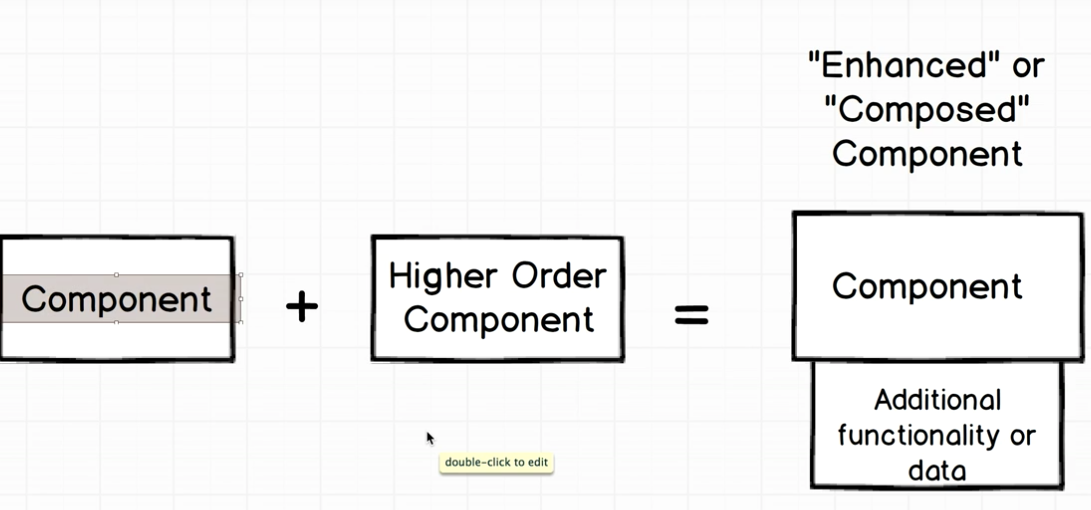 "Enhanced" or
"Composed"
Component
Component
+
Higher Order
Component
=
Component
Additional
functionality or
data
double-click to edit